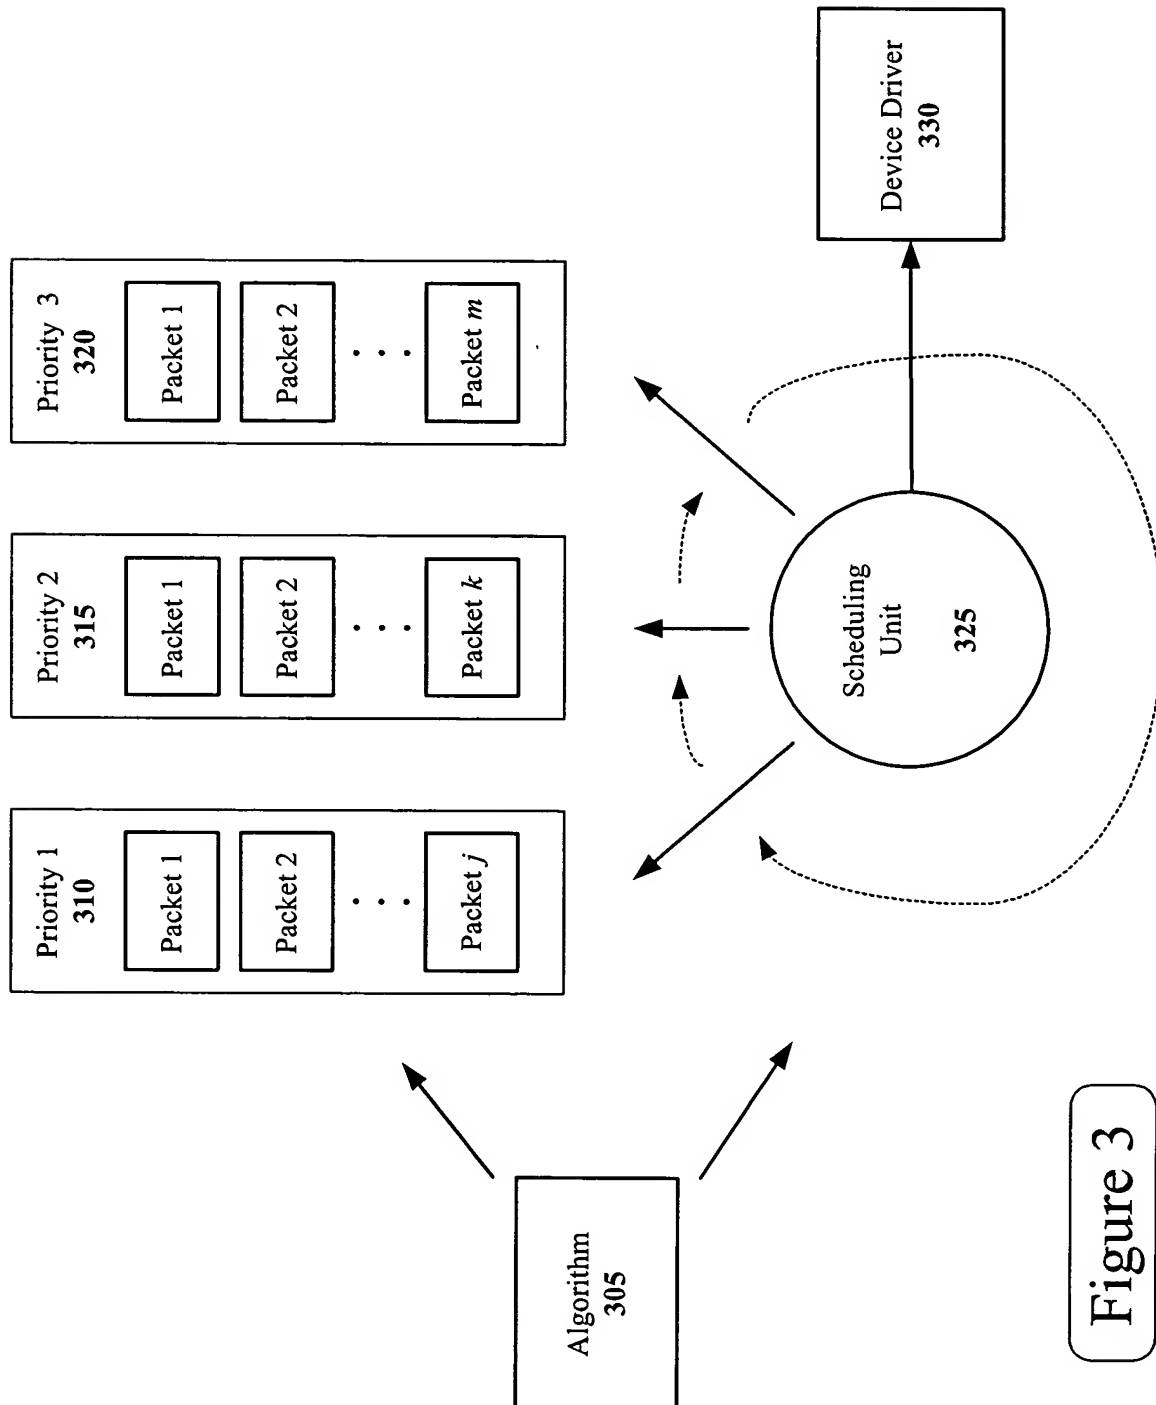 Priority 1
310
Packet 1
Packet 2
. . .
Packet j
Priority 2
315
Packet 1
Packet 2
. . .
Packet k
Priority 3
320
Packet 1
Packet 2
. . .
Packet m
Algorithm
305
Scheduling
Unit
325
Device Driver
330
Figure 3